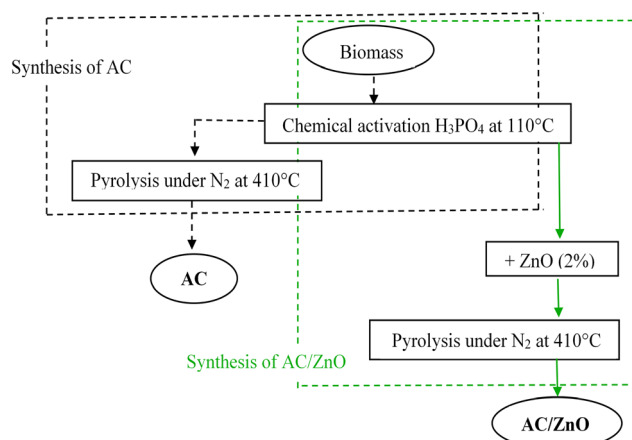 Biomass
Synthesis of AC
Chemical activation H₃PO₄ at 110°C
Pyrolysis under N₂ at 410°C
+ ZnO (2%)
AC
Pyrolysis under N₂ at 410°C
Synthesis of AC/ZnO
AC/ZnO